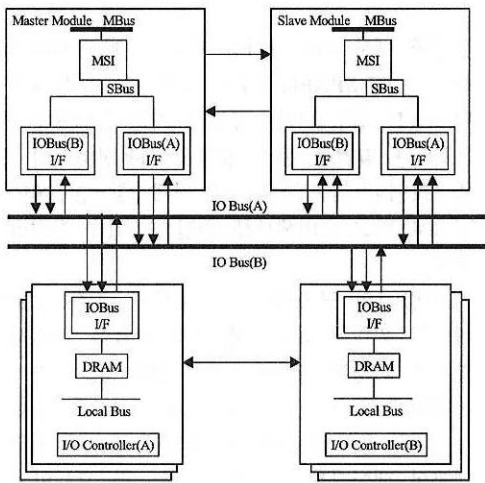 Master Module MBus
MSI
SBus
IOBus(B)
I/F
IOBus(A)
I/F
Slave Module MBus
MSI
SBus
IOBus(B)
I/F
IOBus(A)
I/F
IO Bus(A)
IO Bus(B)
IOBus
I/F
DRAM
Local Bus
I/O Controller(A)
IOBus
I/F
DRAM
Local Bus
I/O Controller(B)